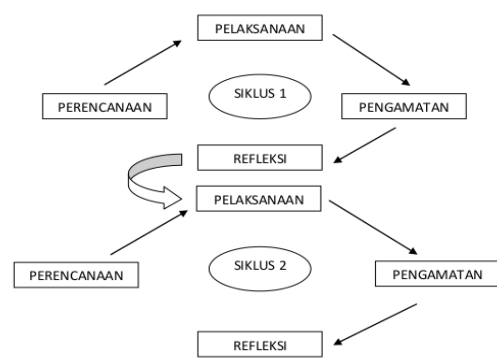 PELAKSANAAN
PERENCANAAN
SIKLUS 1
PENGAMATAN
REFLEKSI
PELAKSANAAN
PERENCANAAN
SIKLUS 2
PENGAMATAN
REFLEKSI